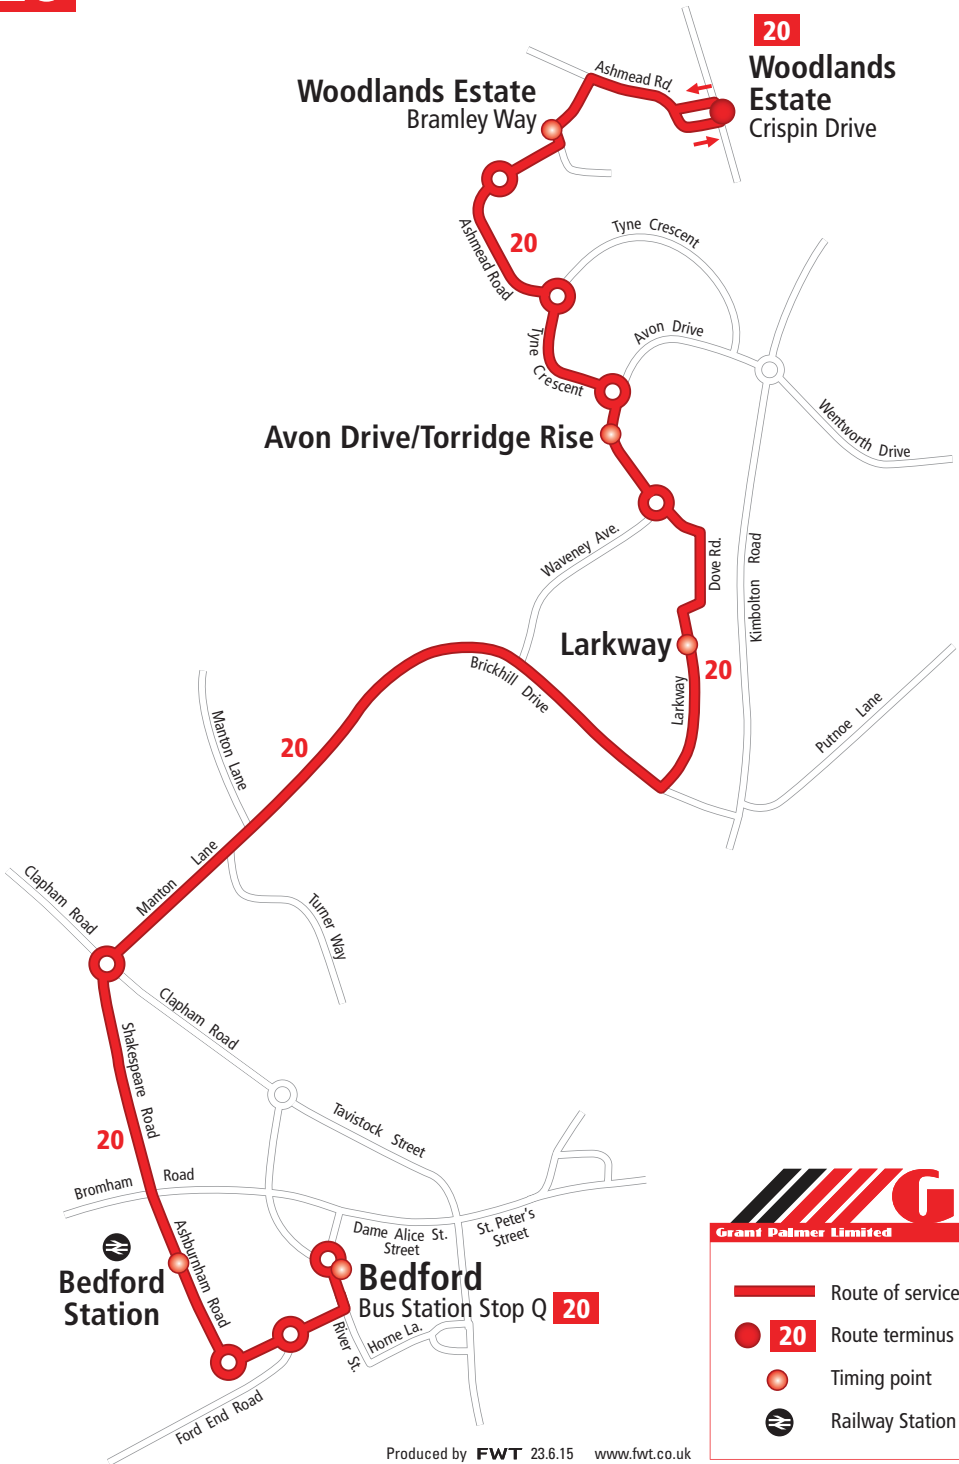 20
Woodlands
Estate
Crispin Drive
Ashmead Rd.
Woodlands Estate
Bramley Way
Ashmead Road
20
Tyne Crescent
Tyne Crescent
Avon Drive
Wentworth Drive
Avon Drive/Torridge Rise
Waveney Ave.
Dove Rd.
Kimbolton Road
Larkway
20
Larkway
Brickhill Drive
Putnoe Lane
Manton Lane
20
Manton Lane
Clapham Road
Turner Way
Clapham Road
Shakespeare Road
20
Tavistock Street
Bromham Road
Dame Alice St.
Street
St. Peter's
Street
Ashburnham Road
Bedford
Station
Bedford
Bus Station Stop Q 20
River St.
Horne La.
Ford End Road
G
Grant Palmer Limited
Route of service
20 Route terminus
Timing point
Railway Station
Produced by FWT 23.6.15 www.fwt.co.uk